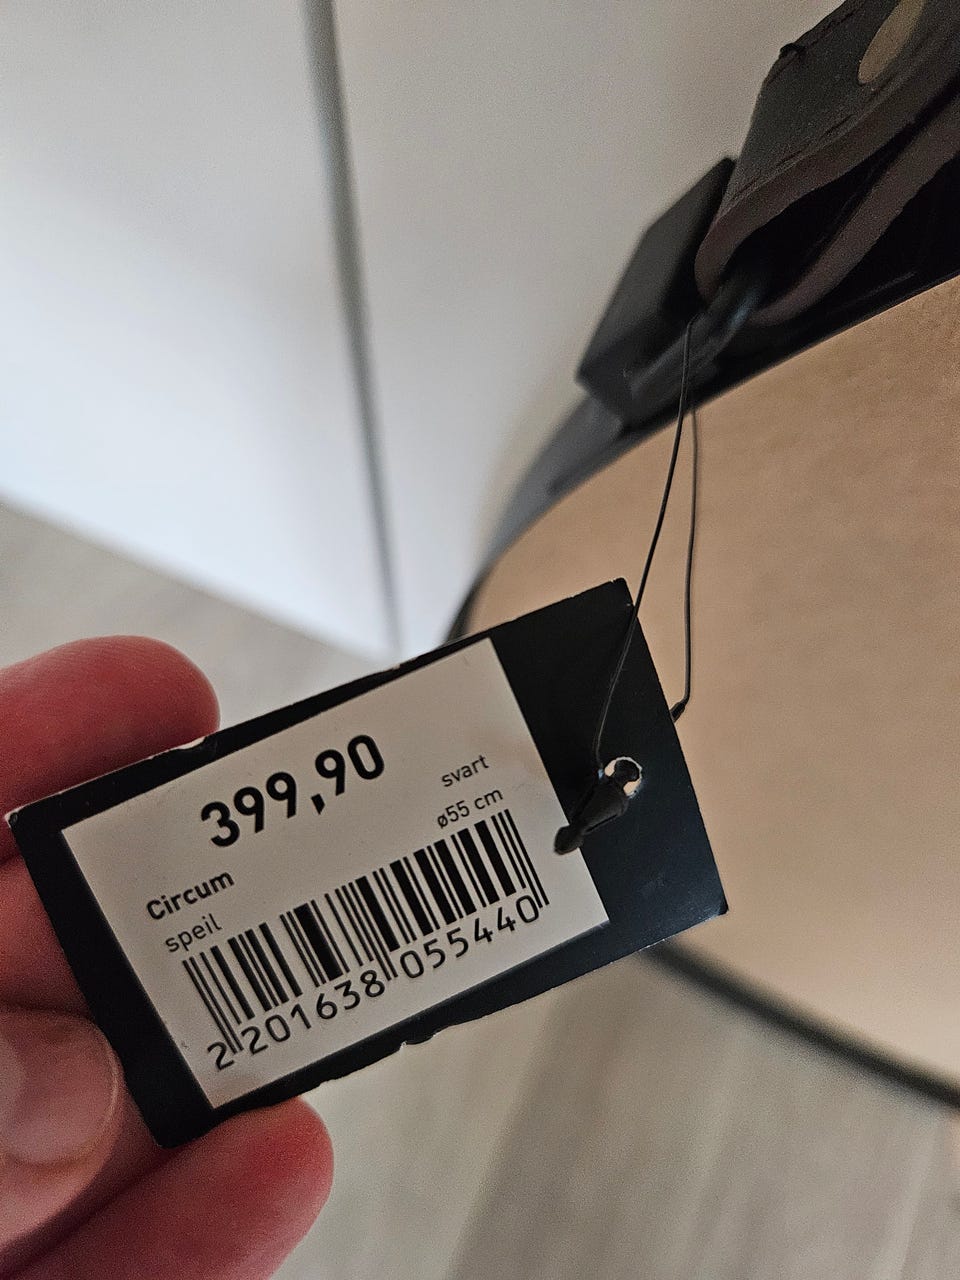 399,90
svart
ø55 cm
Circum
speil
2 201638 055440